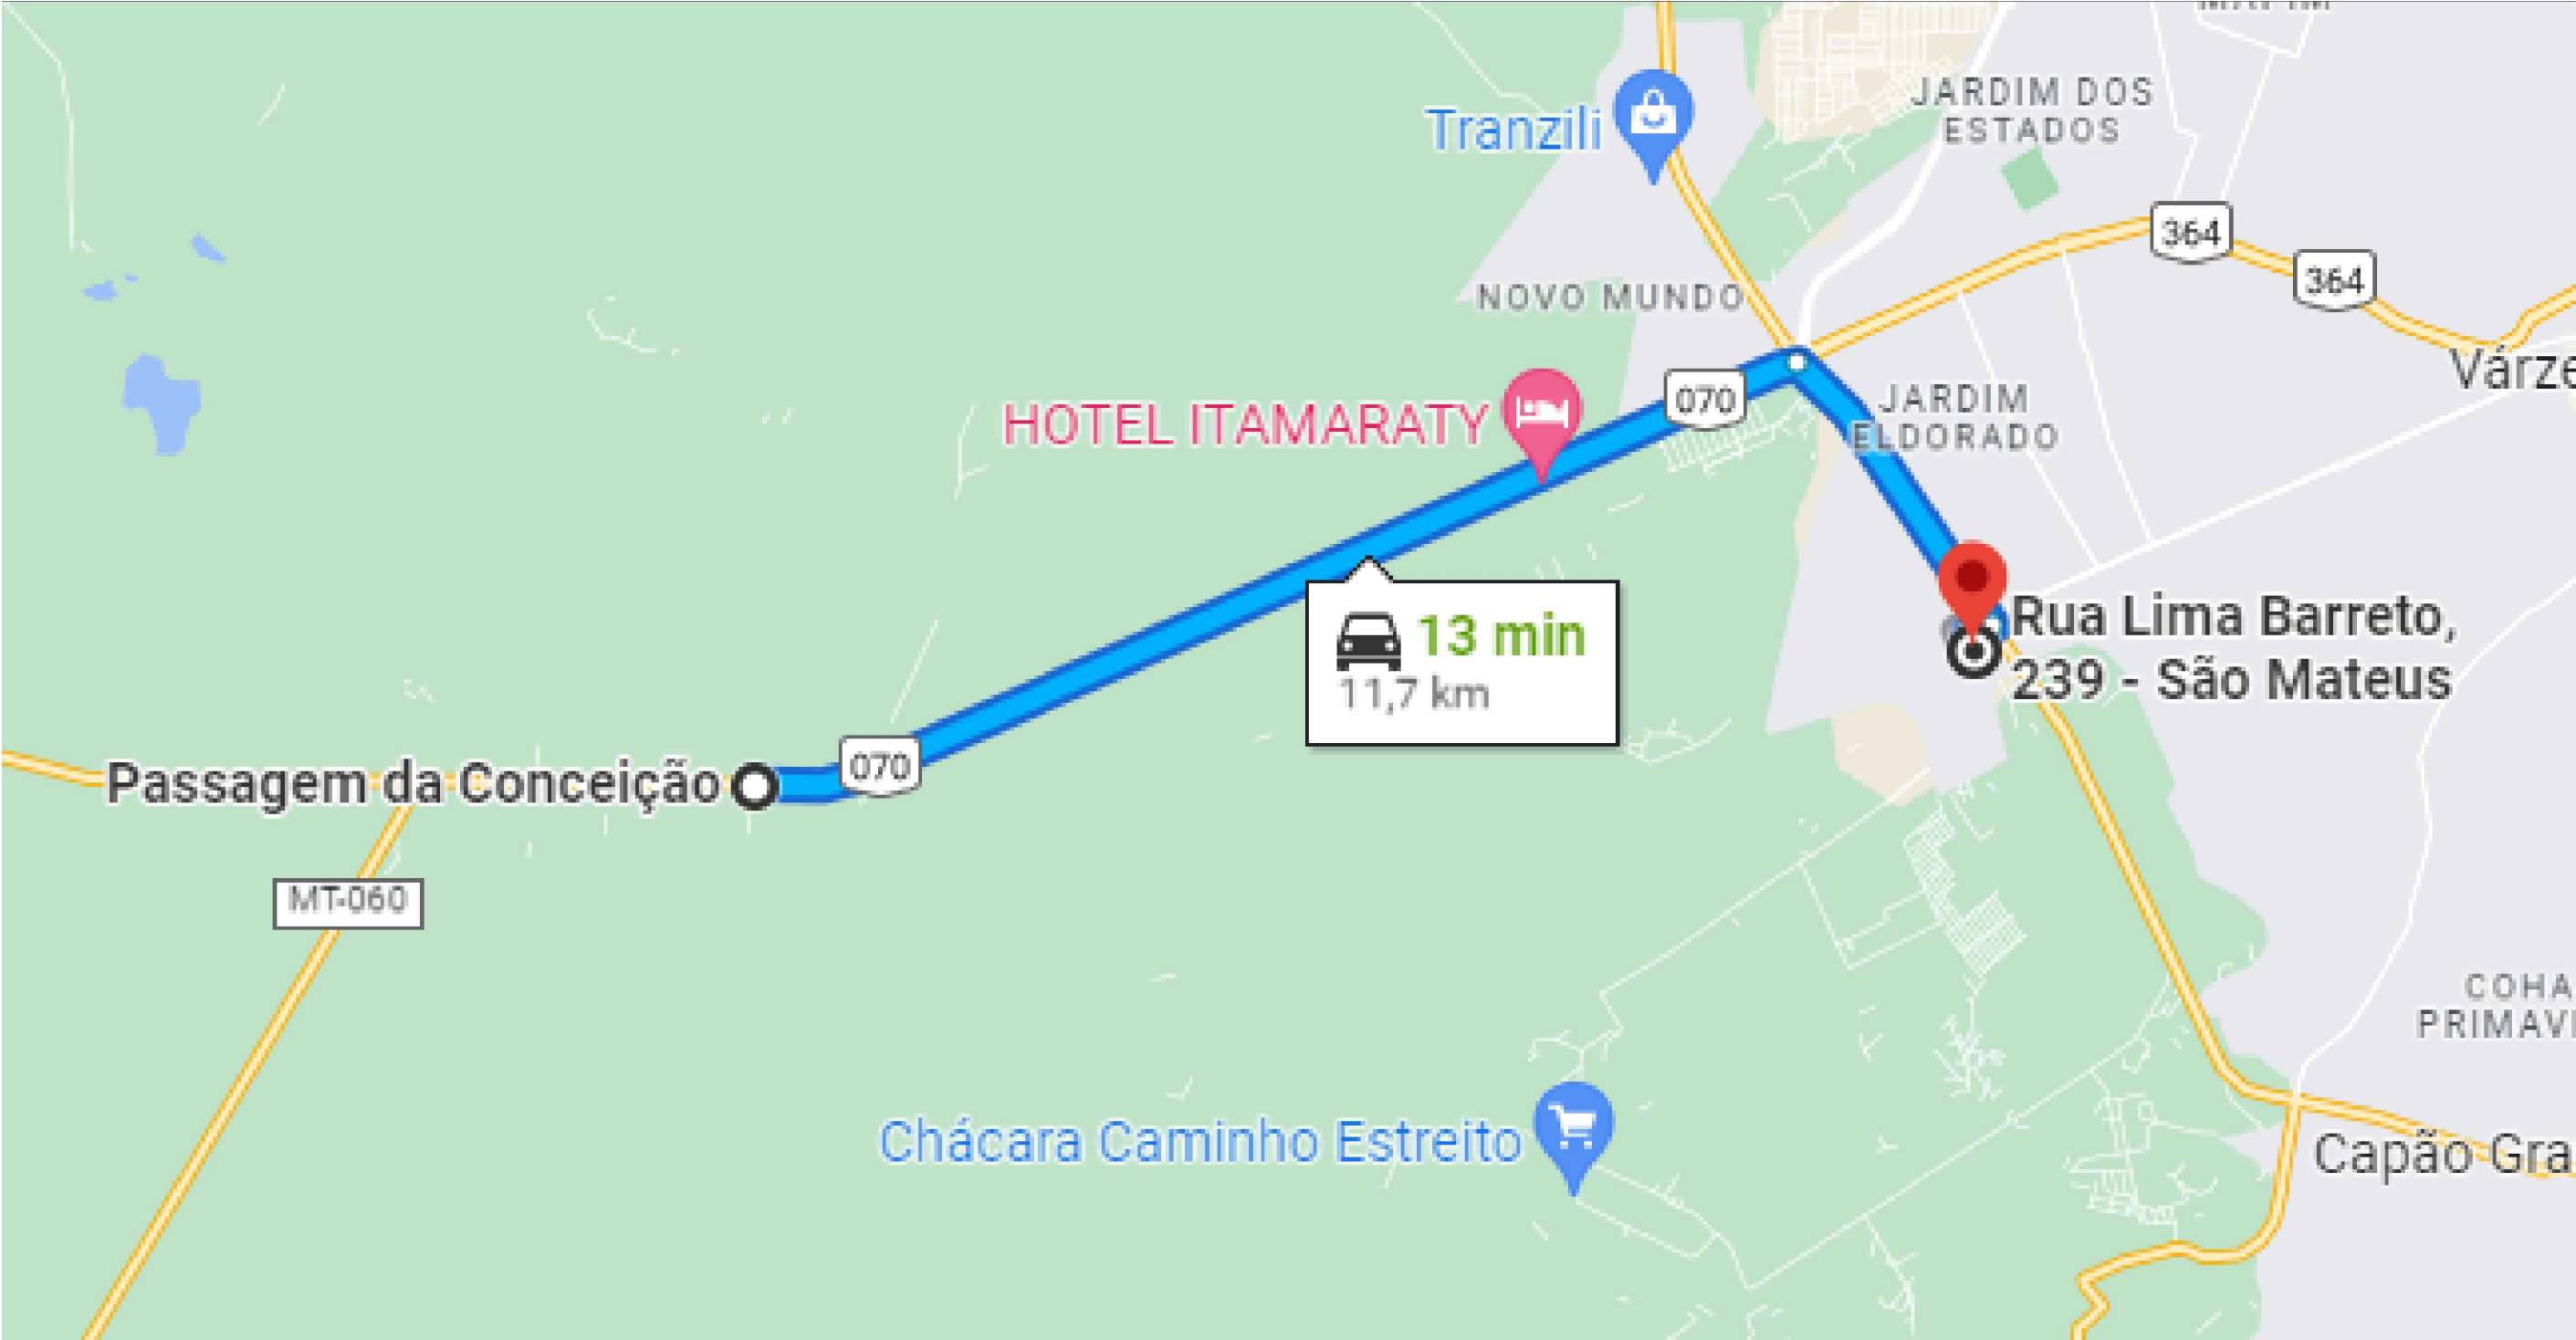 JARDIM DOS
ESTADOS
Tranzili
364
364
NOVO MUNDO
Várze
070
JARDIM
ELDORADO
HOTEL ITAMARATY
13 min
11,7 km
Rua Lima Barreto,
239 - São Mateus
070
Passagem da Conceição
MT-060
COHA
PRIMAV
Chácara Caminho Estreito
Capão Gra